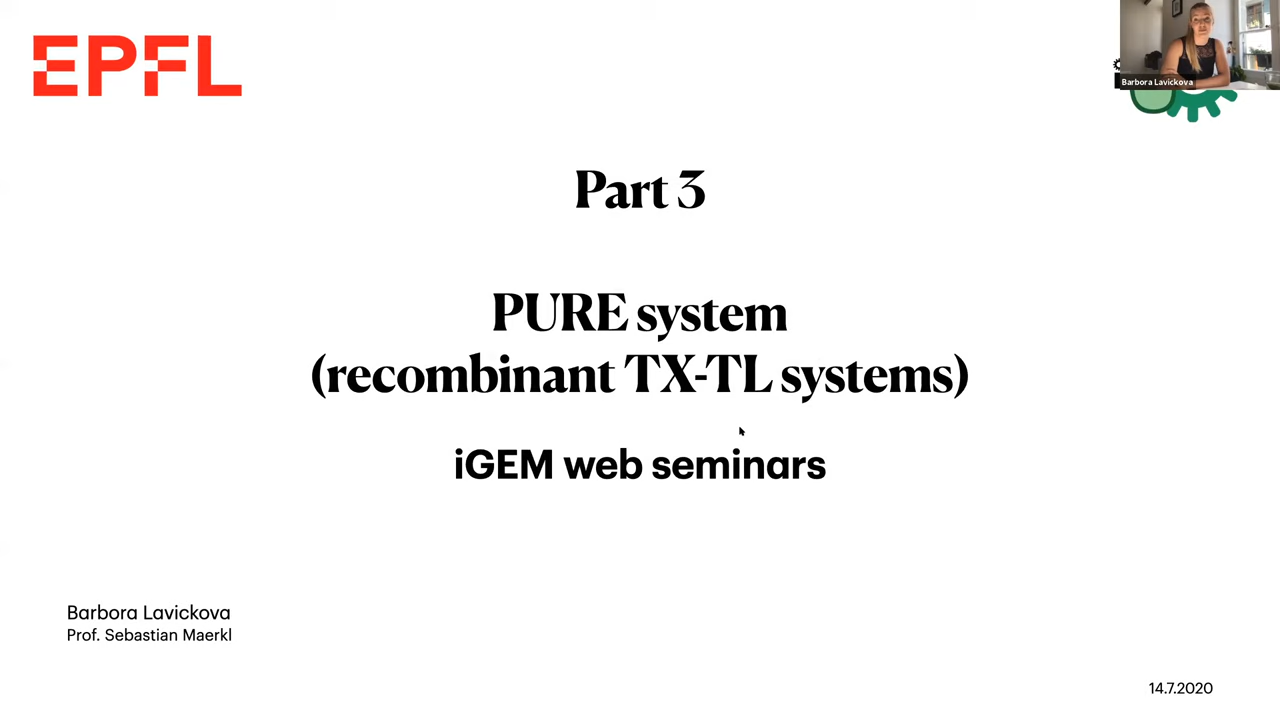 EPFL
Barbora Lavickova
Part 3
PURE system
(recombinant TX-TL systems)
iGEM web seminars
Barbora Lavickova
Prof. Sebastian Maerkl
14.7.2020